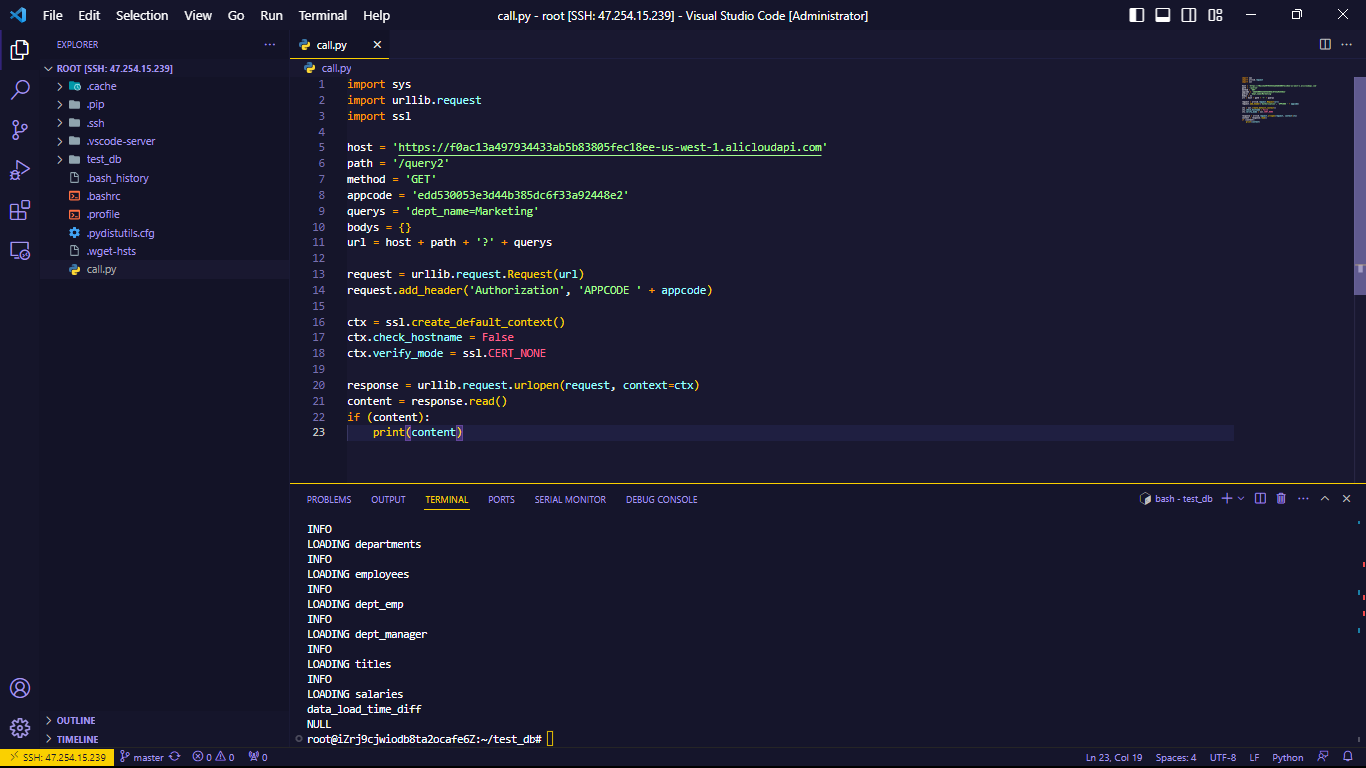 File Edit Selection View Go Run Terminal Help
call.py - root [SSH: 47.254.15.239] - Visual Studio Code [Administrator]
EXPLORER
ROOT [SSH: 47.254.15.239]
.cache
.pip
.ssh
.vscode-server
test_db
.bash_history
.bashrc
.profile
.pydistutils.cfg
.wget-hsts
call.py
OUTLINE
TIMELINE
call.py
call.py
1 import sys
2 import urllib.request
3 import ssl
4
5 host = 'https://f0ac13a497934433ab5b83805fec18ee-us-west-1.alicloudapi.com'
6 path = '/query2'
7 method = 'GET'
8 appcode = 'edd530053e3d44b385dc6f33a92448e2'
9 querys = 'dept_name=Marketing'
10 bodys = {}
11 url = host + path + '?' + querys
12
13 request = urllib.request.Request(url)
14 request.add_header('Authorization', 'APPCODE ' + appcode)
15
16 ctx = ssl.create_default_context()
17 ctx.check_hostname = False
18 ctx.verify_mode = ssl.CERT_NONE
19
20 response = urllib.request.urlopen(request, context=ctx)
21 content = response.read()
22 if (content):
23     print(content)
PROBLEMS OUTPUT TERMINAL PORTS SERIAL MONITOR DEBUG CONSOLE
bash - test_db
INFO
LOADING departments
INFO
LOADING employees
INFO
LOADING dept_emp
INFO
LOADING dept_manager
INFO
LOADING titles
INFO
LOADING salaries
data_load_time_diff
NULL
root@iZrj9cjwiodb8ta2ocafe6Z:~/test_db#
SSH: 47.254.15.239 master 0 0 0 Ln 23, Col 19 Spaces: 4 UTF-8 LF Python